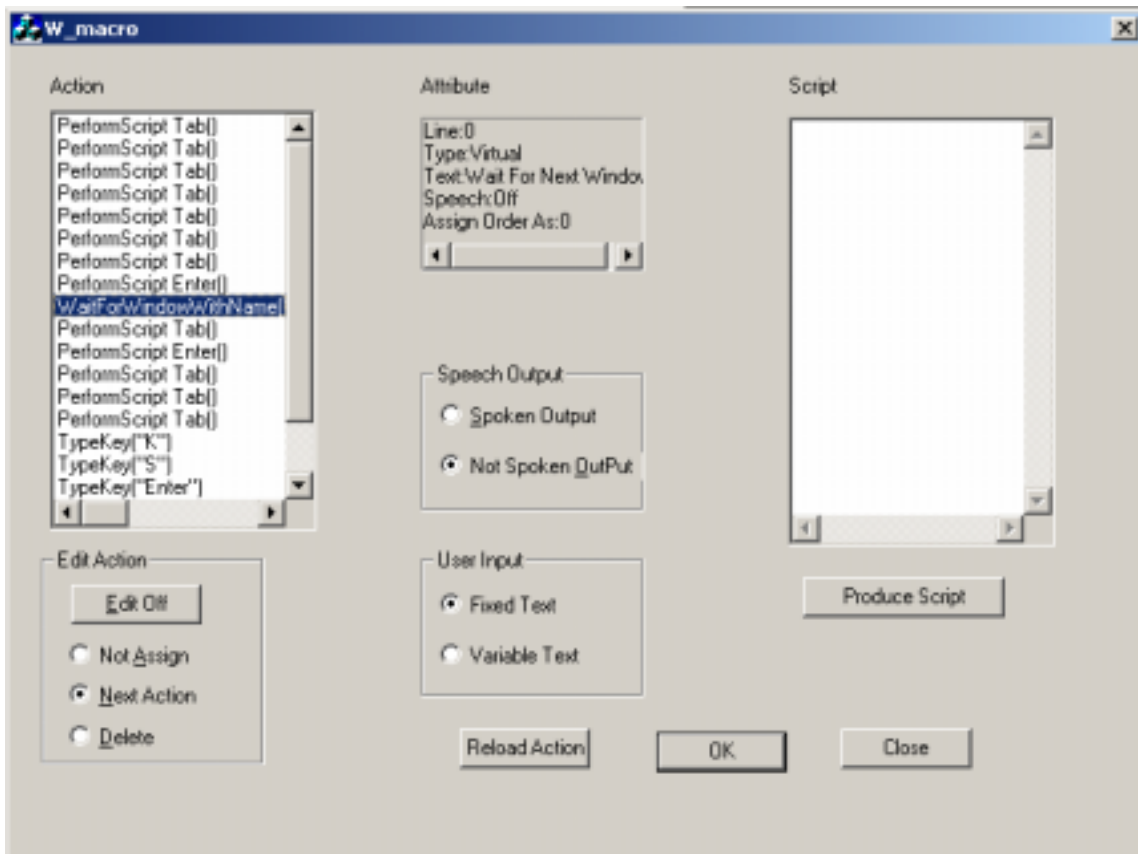 W_macro
Action
PerformScript Tab()
PerformScript Tab()
PerformScript Tab()
PerformScript Tab()
PerformScript Tab()
PerformScript Tab()
PerformScript Tab()
PerformScript Enter()
WaitForWindowWithName(
PerformScript Tab()
PerformScript Enter()
PerformScript Tab()
PerformScript Tab()
PerformScript Tab()
TypeKey("K")
TypeKey("S")
TypeKey("Enter")
Edit Action
Edit Off
Not Assign
Next Action
Delete
Attribute
Line:0
Type:Virtual
Text:Wait For Next Window
Speech:Off
Assign Order As:0
Speech Output
Spoken Output
Not Spoken OutPut
User Input
Fixed Text
Variable Text
Script
Produce Script
Reload Action
OK
Close